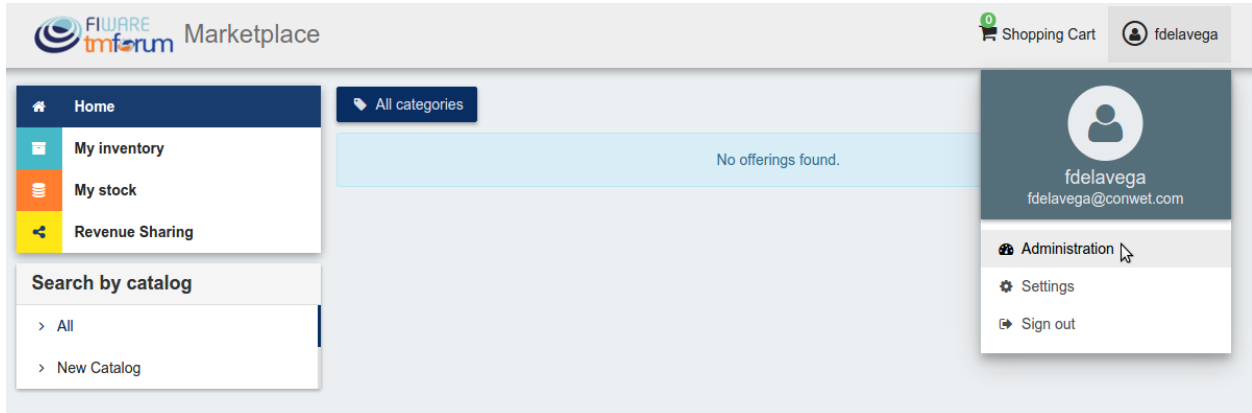 FIWARE
tmforum
Marketplace
0
Shopping Cart
fdelavega
Home
My inventory
My stock
Revenue Sharing
Search by catalog
All
New Catalog
All categories
No offerings found.
fdelavega
fdelavega@conwet.com
Administration
Settings
Sign out